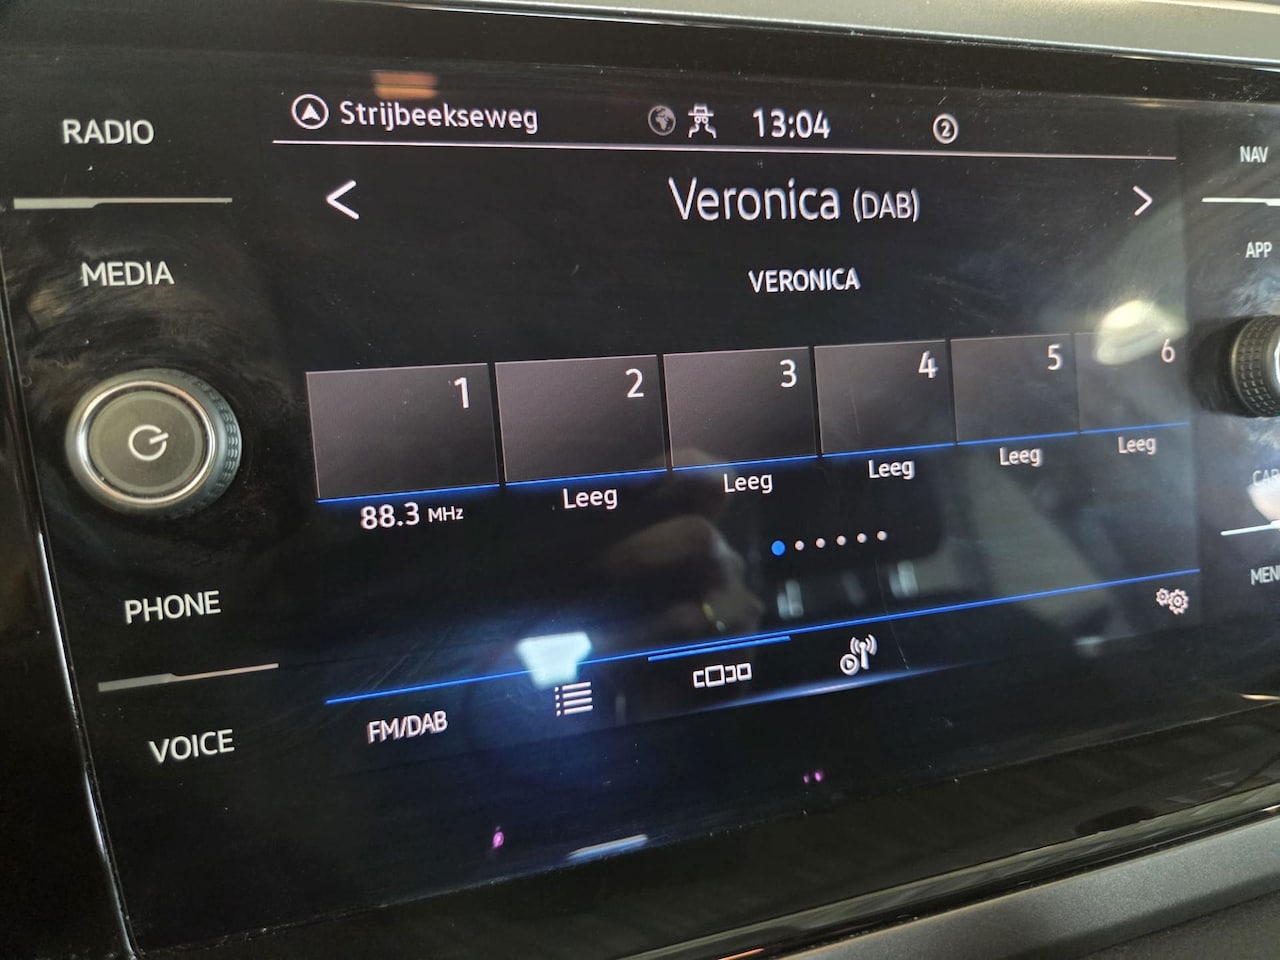 RADIO
MEDIA
PHONE
VOICE
Strijbeekseweg
13:04
2
Veronica (DAB)
VERONICA
1
2
3
4
5
6
88.3 MHz
Leeg
Leeg
Leeg
Leeg
Leeg
FM/DAB
NAV
APP